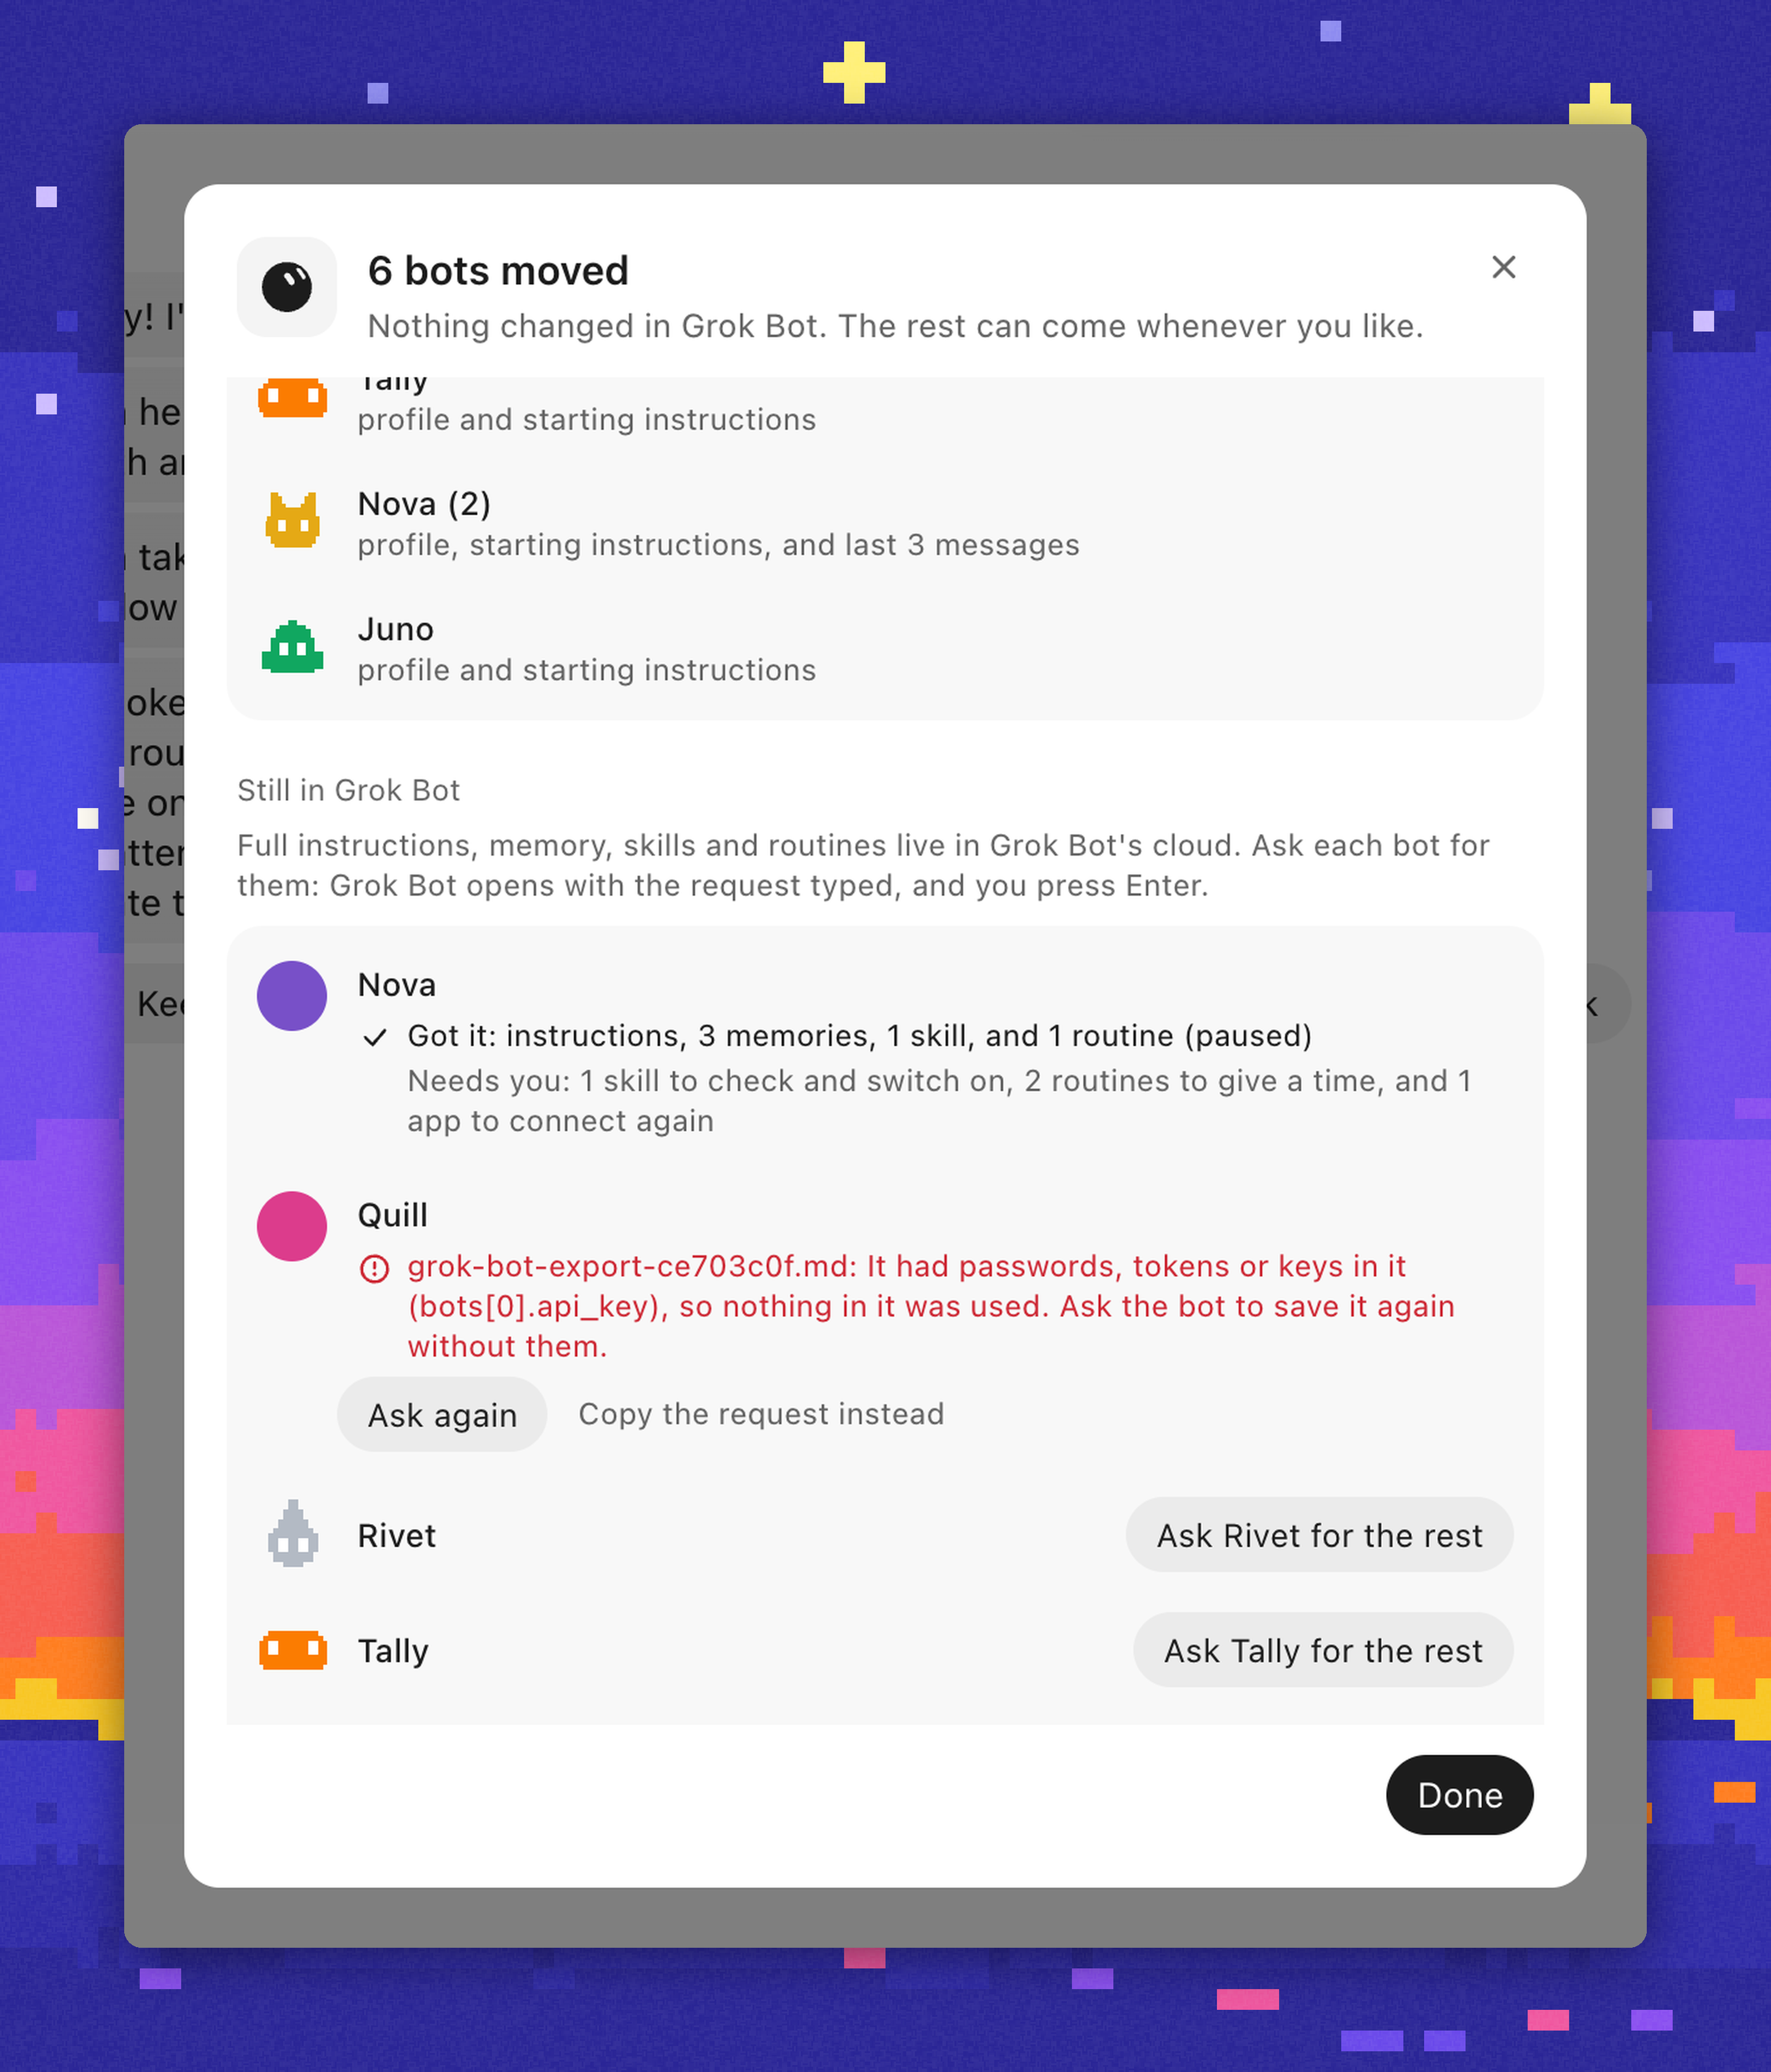 6 bots moved
Nothing changed in Grok Bot. The rest can come whenever you like.
Tally
profile and starting instructions
Nova (2)
profile, starting instructions, and last 3 messages
Juno
profile and starting instructions
Still in Grok Bot
Full instructions, memory, skills and routines live in Grok Bot's cloud. Ask each bot for
them: Grok Bot opens with the request typed, and you press Enter.
Nova
Got it: instructions, 3 memories, 1 skill, and 1 routine (paused)
Needs you: 1 skill to check and switch on, 2 routines to give a time, and 1
app to connect again
Quill
grok-bot-export-ce703c0f.md: It had passwords, tokens or keys in it
(bots[0].api_key), so nothing in it was used. Ask the bot to save it again
without them.
Ask again Copy the request instead
Rivet Ask Rivet for the rest
Tally Ask Tally for the rest
Done